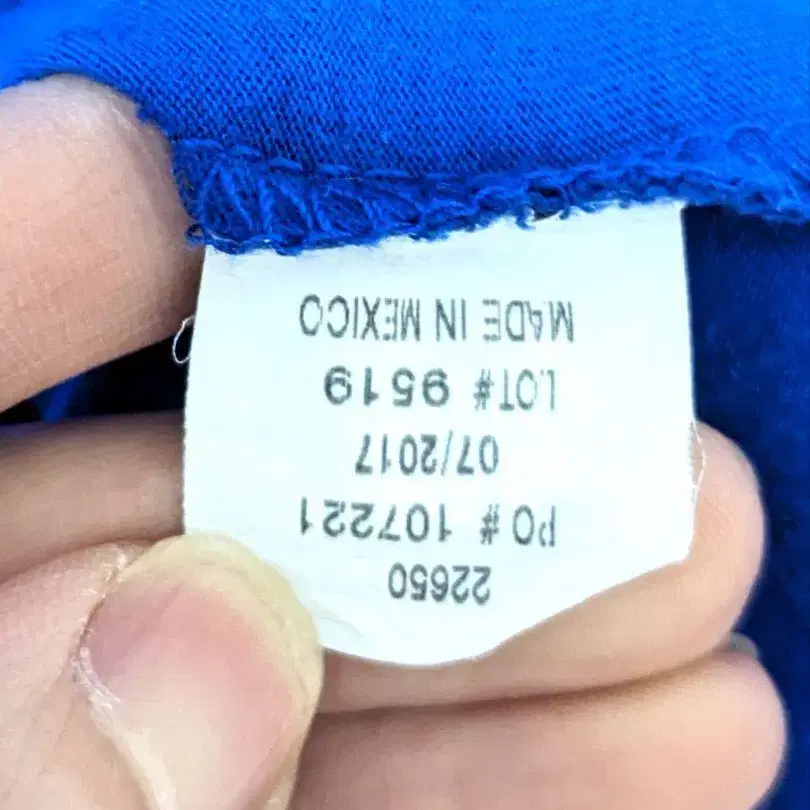 22650
PO # 107221
07/2017
LOT# 9519
MADE IN MEXICO